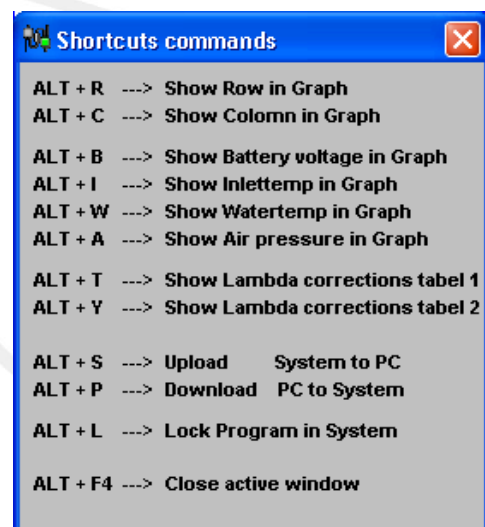 Shortcuts commands
ALT + R ---> Show Row in Graph
ALT + C ---> Show Colomn in Graph
ALT + B ---> Show Battery voltage in Graph
ALT + I ---> Show Inlettemp in Graph
ALT + W ---> Show Watertemp in Graph
ALT + A ---> Show Air pressure in Graph
ALT + T ---> Show Lambda corrections tabel 1
ALT + Y ---> Show Lambda corrections tabel 2
ALT + S ---> Upload System to PC
ALT + P ---> Download PC to System
ALT + L ---> Lock Program in System
ALT + F4 ---> Close active window